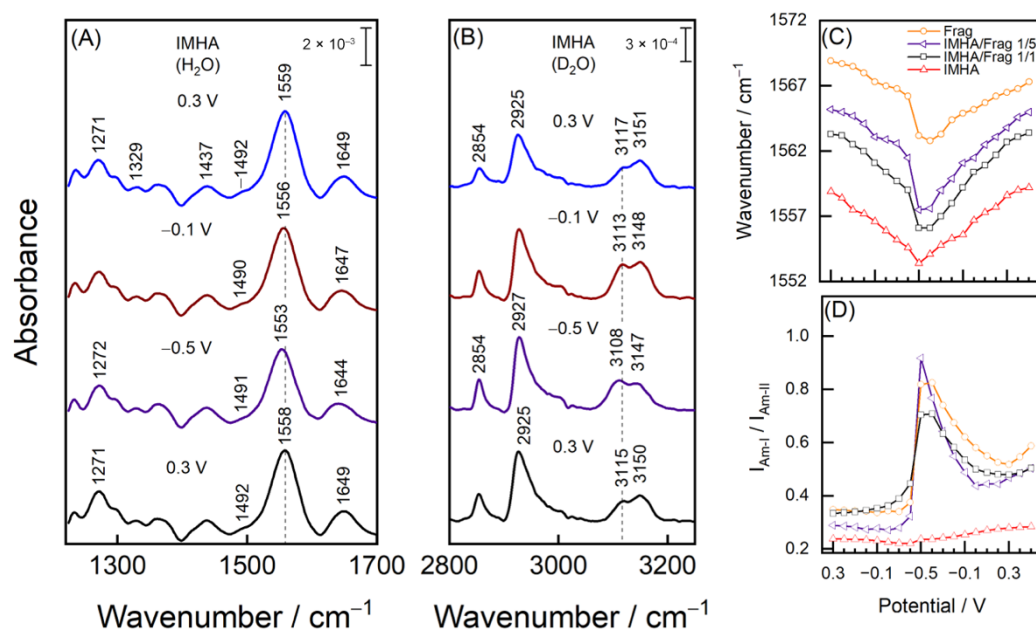 (A)
IMHA
(H₂O)
2 × 10⁻³
0.3 V
1271
1329
1437
~1492
1559
1649
−0.1 V
1490
1556
1647
−0.5 V
1272
1491
1553
1644
0.3 V
1271
1492
1558
1649
1300
1500
1700
Wavenumber / cm⁻¹
Absorbance
(B)
IMHA
(D₂O)
3 × 10⁻⁴
0.3 V
2854
2925
3117
3151
−0.1 V
3113
3148
−0.5 V
2854
2927
3108
3147
0.3 V
2925
3115
3150
2800
3000
3200
Wavenumber / cm⁻¹
(C)
Frag
IMHA/Frag 1/5
IMHA/Frag 1/1
IMHA
1572
1567
1562
1557
1552
Wavenumber / cm⁻¹
(D)
1.0
0.8
0.6
0.4
0.2
I_Am-I / I_Am-II
0.3
−0.1
−0.5
−0.1
0.3
Potential / V